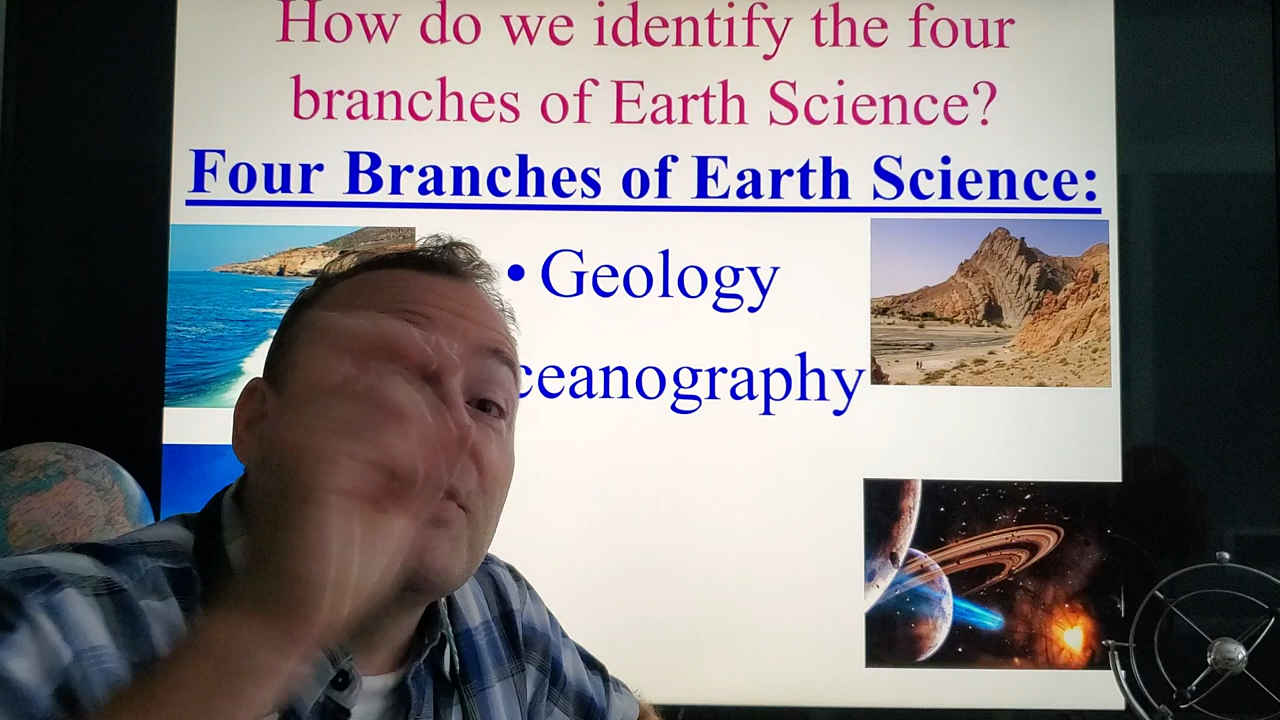 How do we identify the four
branches of Earth Science?
Four Branches of Earth Science:
• Geology
ceanography